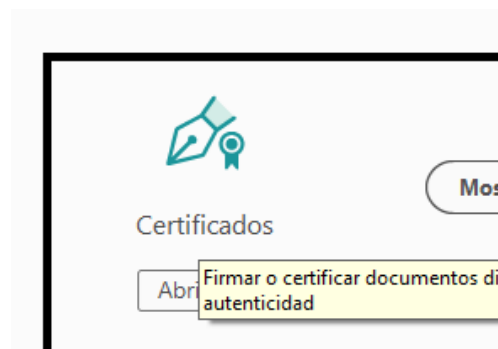 Mos
Certificados
Abri
Firmar o certificar documentos di
autenticidad